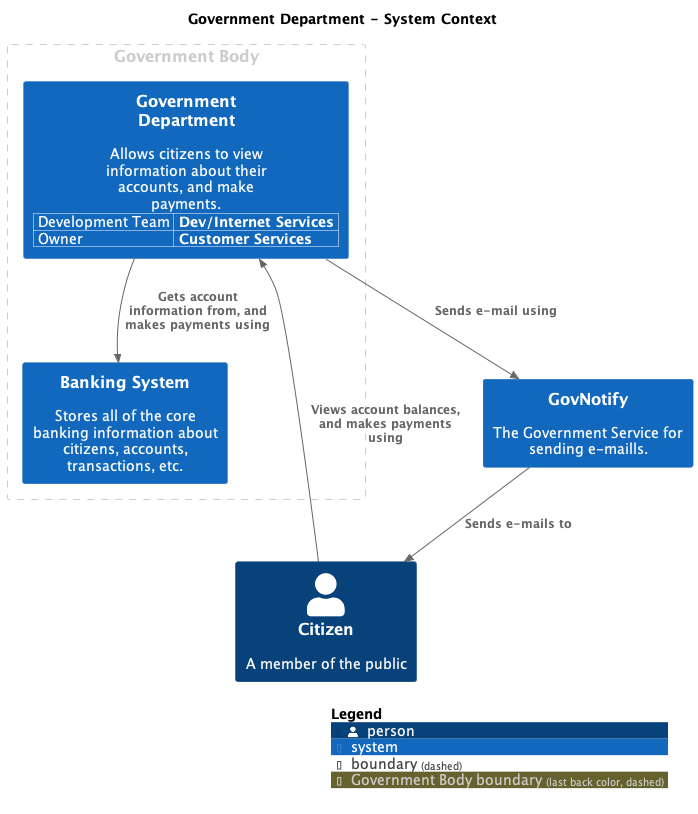 Government Department - System Context
Government Body
Government
Department
Allows citizens to view
information about their
accounts, and make
payments.
Development Team Dev/Internet Services
Owner Customer Services
Gets account
information from, and
makes payments using
Sends e-mail using
Banking System
Stores all of the core
banking information about
citizens, accounts,
transactions, etc.
Views account balances,
and makes payments
using
GovNotify
The Government Service for
sending e-maills.
Sends e-mails to
Citizen
A member of the public
Legend
person
system
boundary (dashed)
Government Body boundary (last back color, dashed)